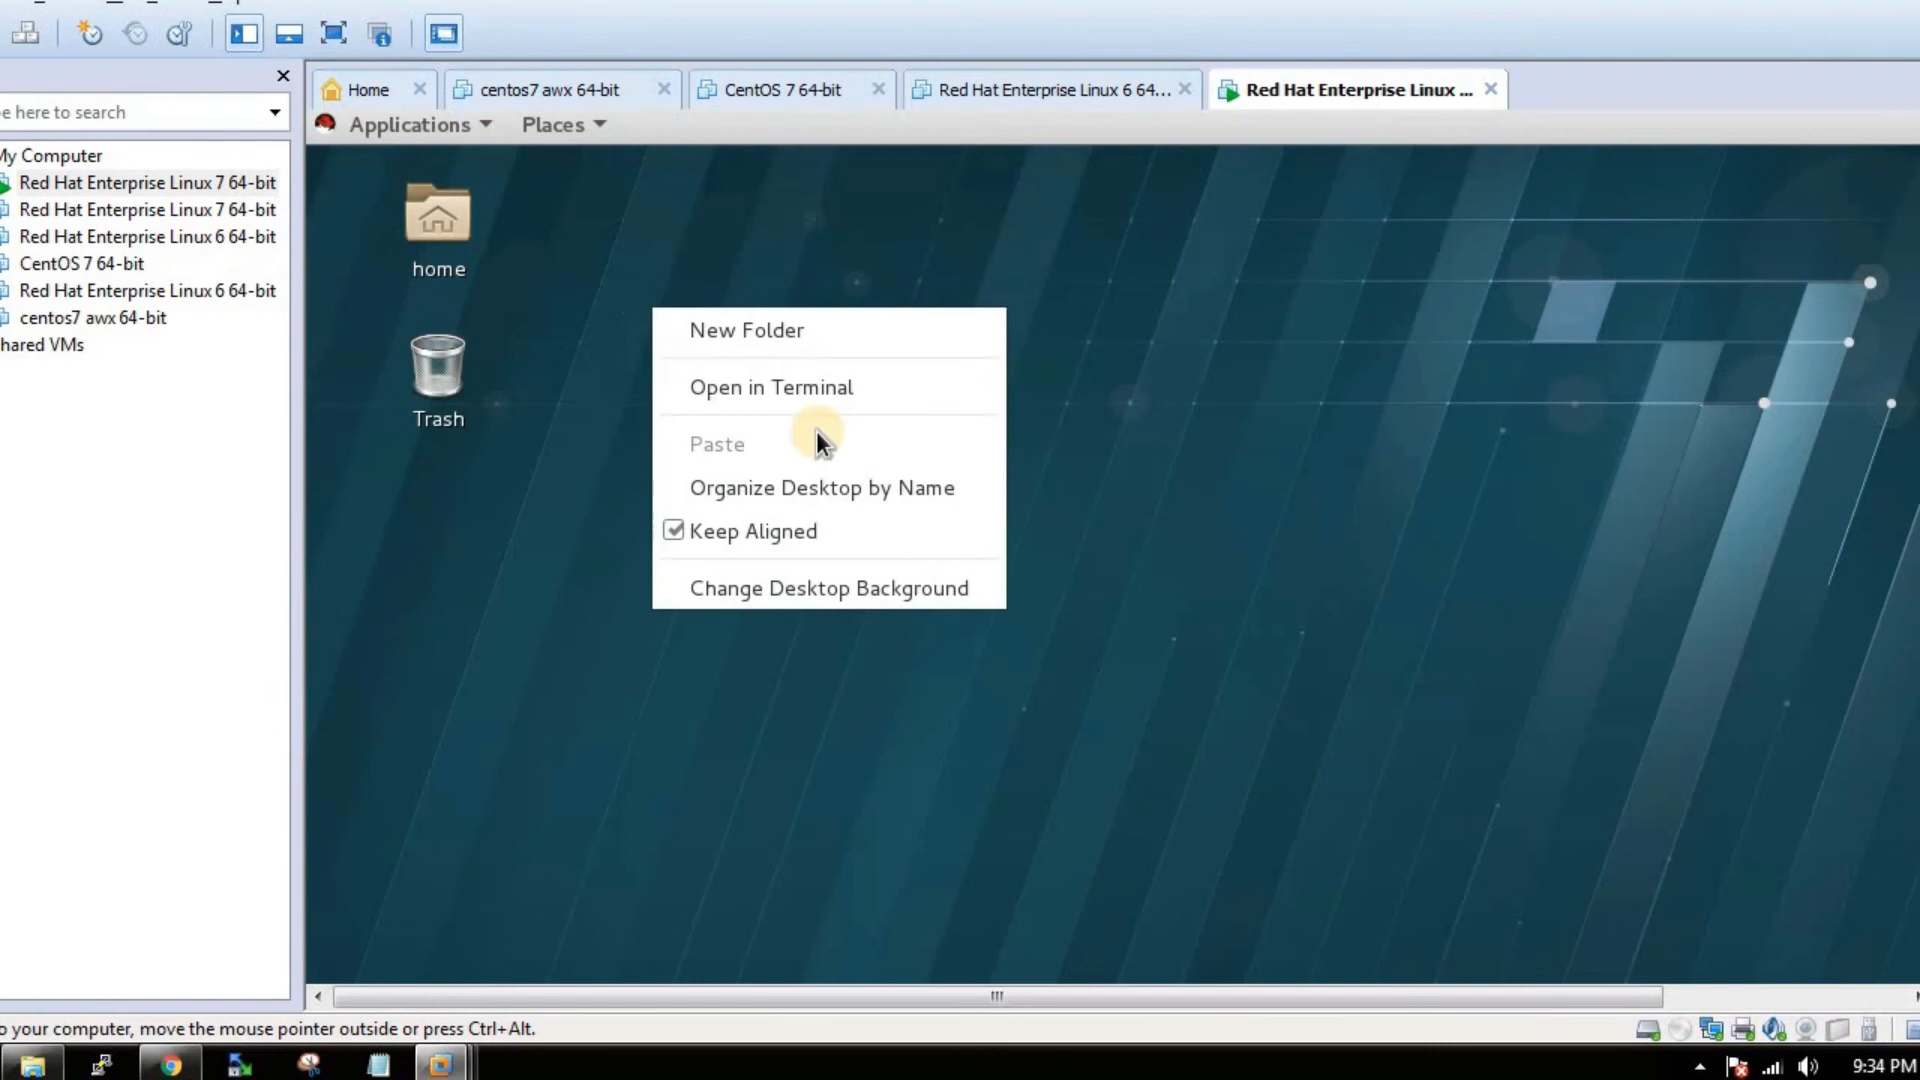 Home
centos7 awx 64-bit
CentOS 7 64-bit
Red Hat Enterprise Linux 6 64...
Red Hat Enterprise Linux ...
e here to search
Applications
Places
My Computer
Red Hat Enterprise Linux 7 64-bit
Red Hat Enterprise Linux 7 64-bit
Red Hat Enterprise Linux 6 64-bit
CentOS 7 64-bit
Red Hat Enterprise Linux 6 64-bit
centos7 awx 64-bit
hared VMs
home
Trash
New Folder
Open in Terminal
Paste
Organize Desktop by Name
Keep Aligned
Change Desktop Background
o your computer, move the mouse pointer outside or press Ctrl+Alt.
9:34 PM